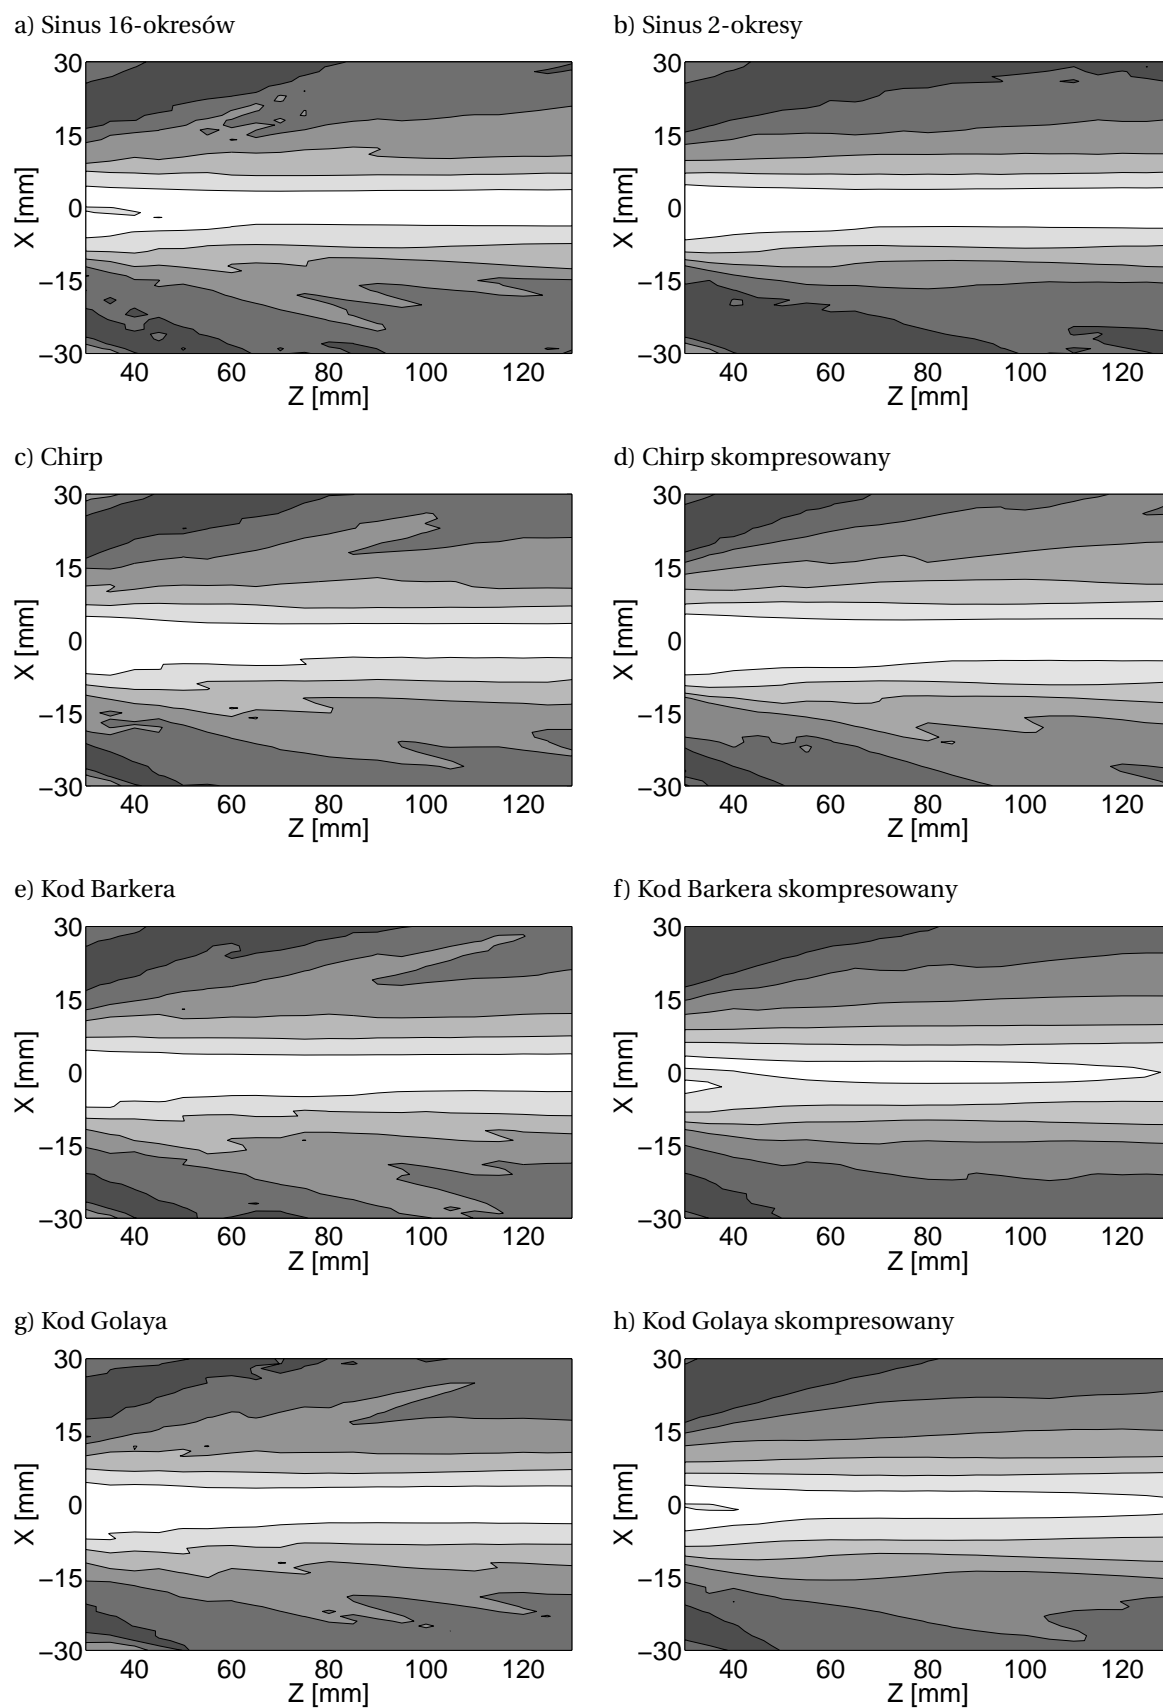 a) Sinus 16-okresów
b) Sinus 2-okresy
30
15
0
−15
−30
X [mm]
40 60 80 100 120
Z [mm]
30
15
0
−15
−30
X [mm]
40 60 80 100 120
Z [mm]
c) Chirp
d) Chirp skompresowany
30
15
0
−15
−30
X [mm]
40 60 80 100 120
Z [mm]
30
15
0
−15
−30
X [mm]
40 60 80 100 120
Z [mm]
e) Kod Barkera
f) Kod Barkera skompresowany
30
15
0
−15
−30
X [mm]
40 60 80 100 120
Z [mm]
30
15
0
−15
−30
X [mm]
40 60 80 100 120
Z [mm]
g) Kod Golaya
h) Kod Golaya skompresowany
30
15
0
−15
−30
X [mm]
40 60 80 100 120
Z [mm]
30
15
0
−15
−30
X [mm]
40 60 80 100 120
Z [mm]